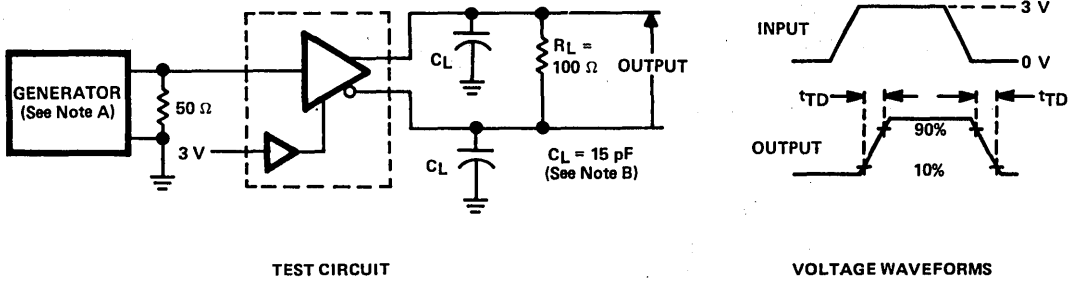 GENERATOR
(See Note A)
50 Ω
3 V
CL
CL
RL =
100 Ω
OUTPUT
CL = 15 pF
(See Note B)
TEST CIRCUIT
INPUT
3 V
0 V
tTD
tTD
OUTPUT
90%
10%
VOLTAGE WAVEFORMS